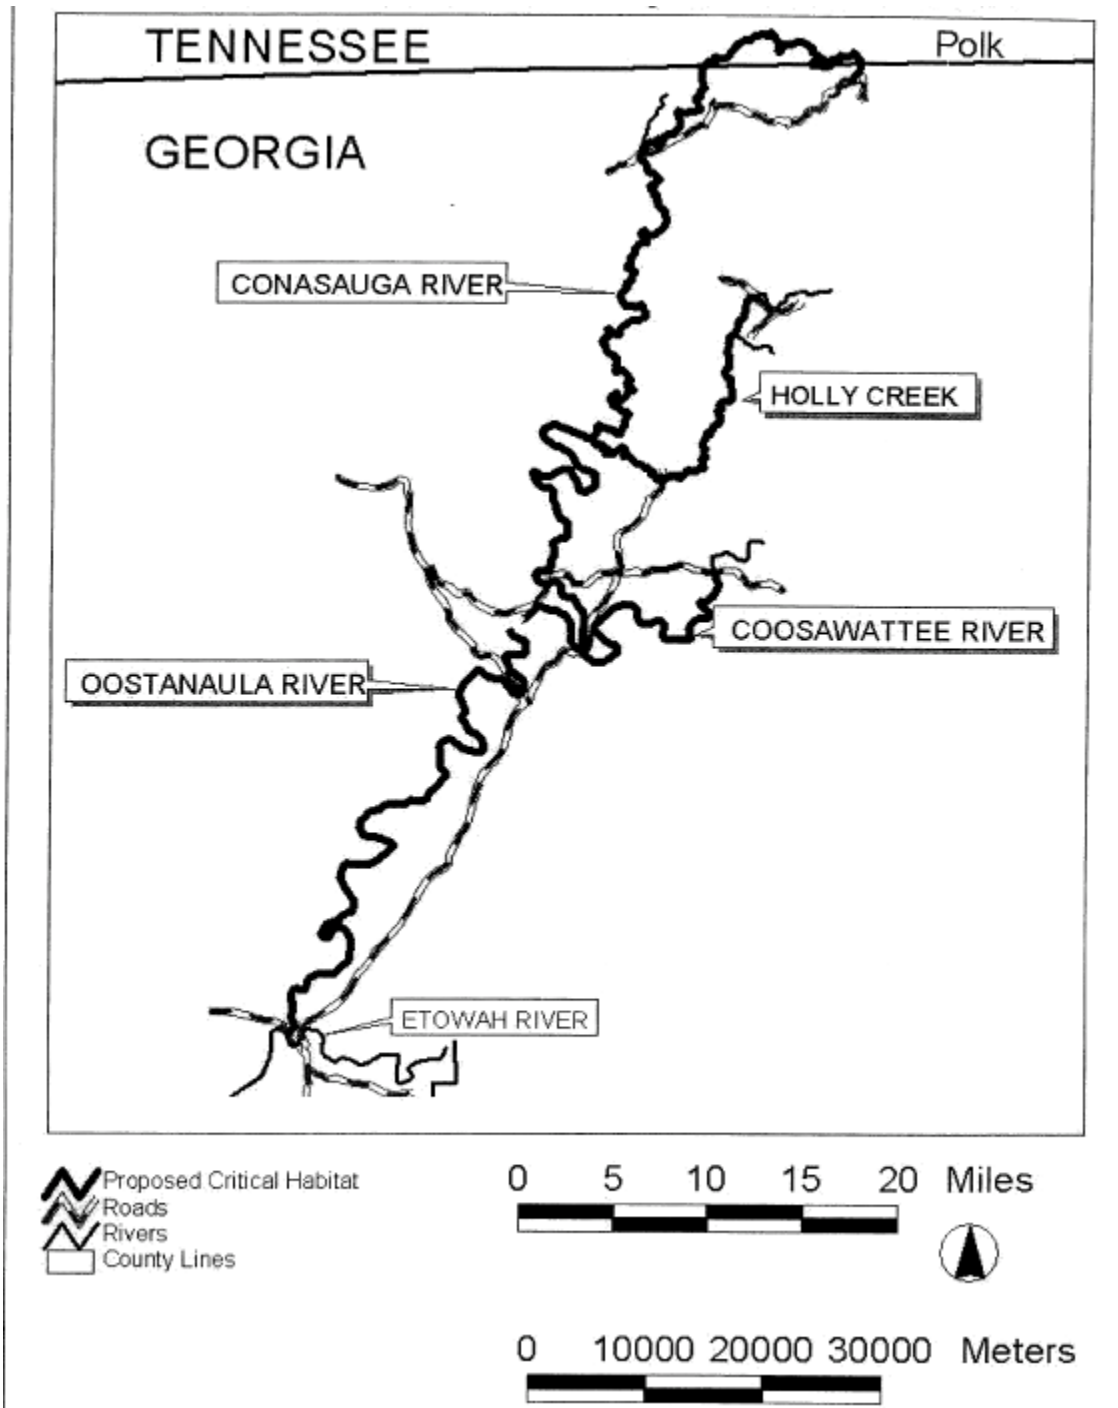 TENNESSEE
Polk
GEORGIA
CONASAUGA RIVER
HOLLY CREEK
COOSAWATTEE RIVER
OOSTANAULA RIVER
ETOWAH RIVER
Proposed Critical Habitat
Roads
Rivers
County Lines
0 5 10 15 20 Miles
0 10000 20000 30000 Meters